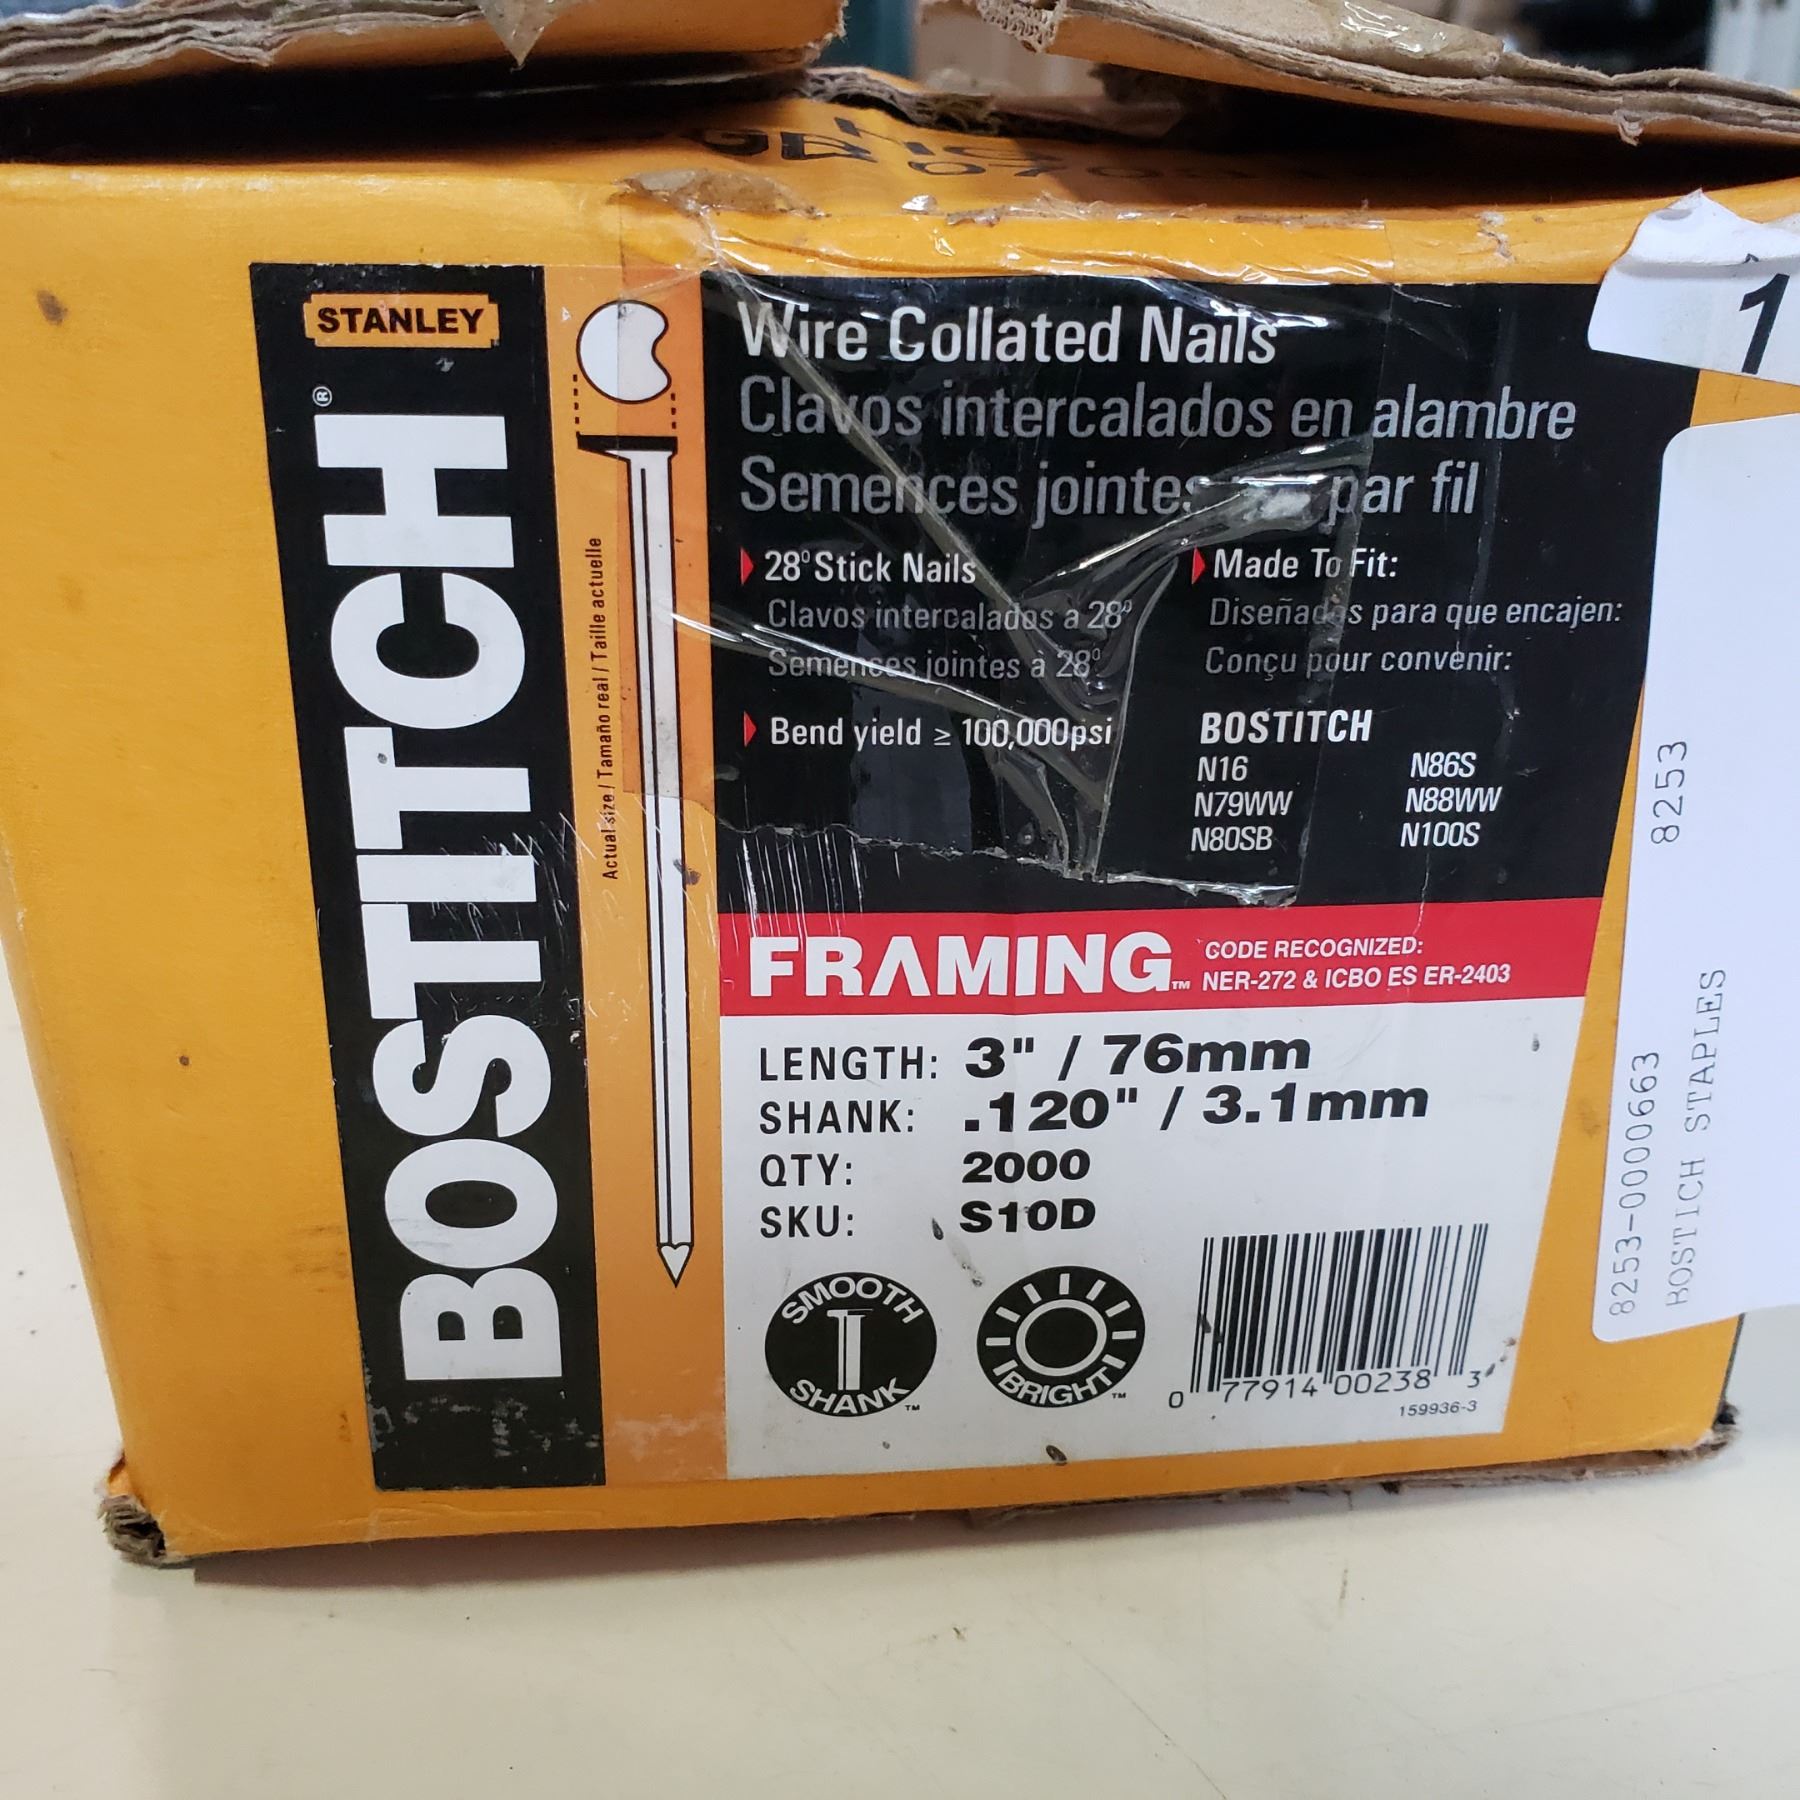 STANLEY
BOSTITCH®
Actual size / Tamaño real / Taille actuelle
Wire Collated Nails
Clavos intercalados en alambre
Semences jointes par fil
28° Stick Nails
Clavos intercalados a 28°
Semences jointes à 28°
Bend yield ≥ 100,000psi
Made To Fit:
Diseñados para que encajen:
Conçu pour convenir:
BOSTITCH
N16 N86S
N79WW N88WW
N80SB N100S
FRAMING™ CODE RECOGNIZED:
NER-272 & ICBO ES ER-2403
LENGTH: 3" / 76mm
SHANK: .120" / 3.1mm
QTY: 2000
SKU: S10D
SMOOTH SHANK™
BRIGHT™
0 77914 00238 3
159936-3
1
8253
8253-000663
BOSTICH STAPLES